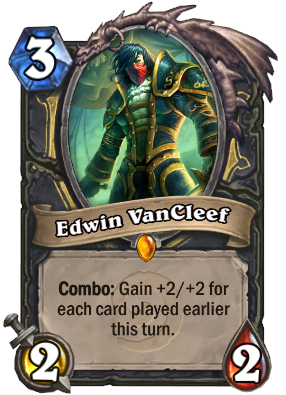 3
Edwin VanCleef
Combo: Gain +2/+2 for
each card played earlier
this turn.
2
2